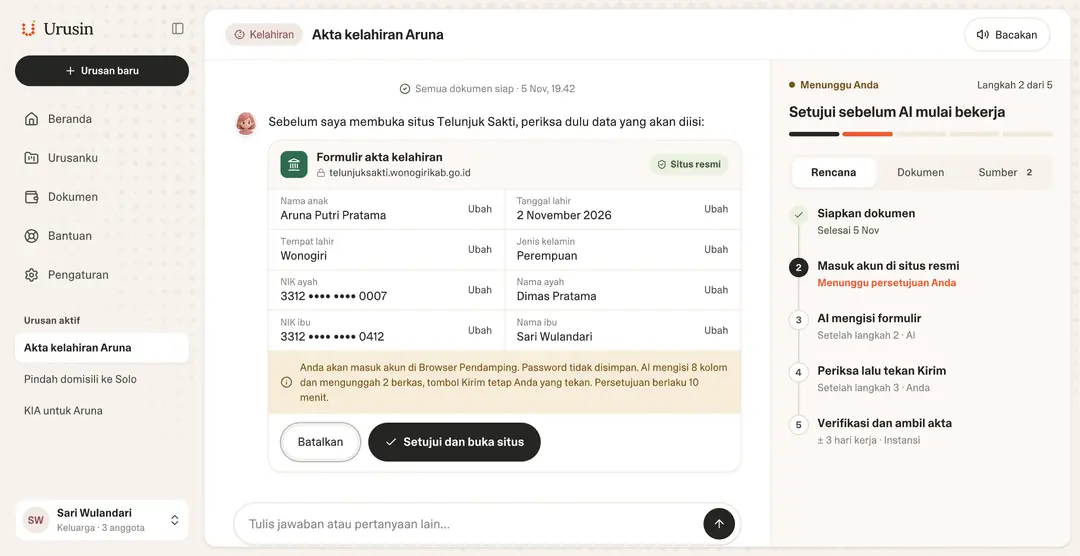 Urusin
+ Urusan baru
Beranda
Urusanku
Dokumen
Bantuan
Pengaturan
Urusan aktif
Akta kelahiran Aruna
Pindah domisili ke Solo
KIA untuk Aruna
SW
Sari Wulandari
Keluarga · 3 anggota
Kelahiran
Akta kelahiran Aruna
Bacakan
Semua dokumen siap · 5 Nov, 19.42
Sebelum saya membuka situs Telunjuk Sakti, periksa dulu data yang akan diisi:
Formulir akta kelahiran
telunjuksakti.wonogirikab.go.id
Situs resmi
Nama anak
Aruna Putri Pratama
Ubah
Tanggal lahir
2 November 2026
Ubah
Tempat lahir
Wonogiri
Ubah
Jenis kelamin
Perempuan
Ubah
NIK ayah
3312 •••• •••• 0007
Ubah
Nama ayah
Dimas Pratama
Ubah
NIK ibu
3312 •••• •••• 0412
Ubah
Nama ibu
Sari Wulandari
Ubah
Anda akan masuk akun di Browser Pendamping. Password tidak disimpan. AI mengisi 8 kolom
dan mengunggah 2 berkas, tombol Kirim tetap Anda yang tekan. Persetujuan berlaku 10
menit.
Batalkan
Setujui dan buka situs
Tulis jawaban atau pertanyaan lain...
Menunggu Anda
Langkah 2 dari 5
Setujui sebelum AI mulai bekerja
Rencana
Dokumen
Sumber 2
Siapkan dokumen
Selesai 5 Nov
2
Masuk akun di situs resmi
Menunggu persetujuan Anda
3
AI mengisi formulir
Setelah langkah 2 · AI
4
Periksa lalu tekan Kirim
Setelah langkah 3 · Anda
5
Verifikasi dan ambil akta
± 3 hari kerja · Instansi